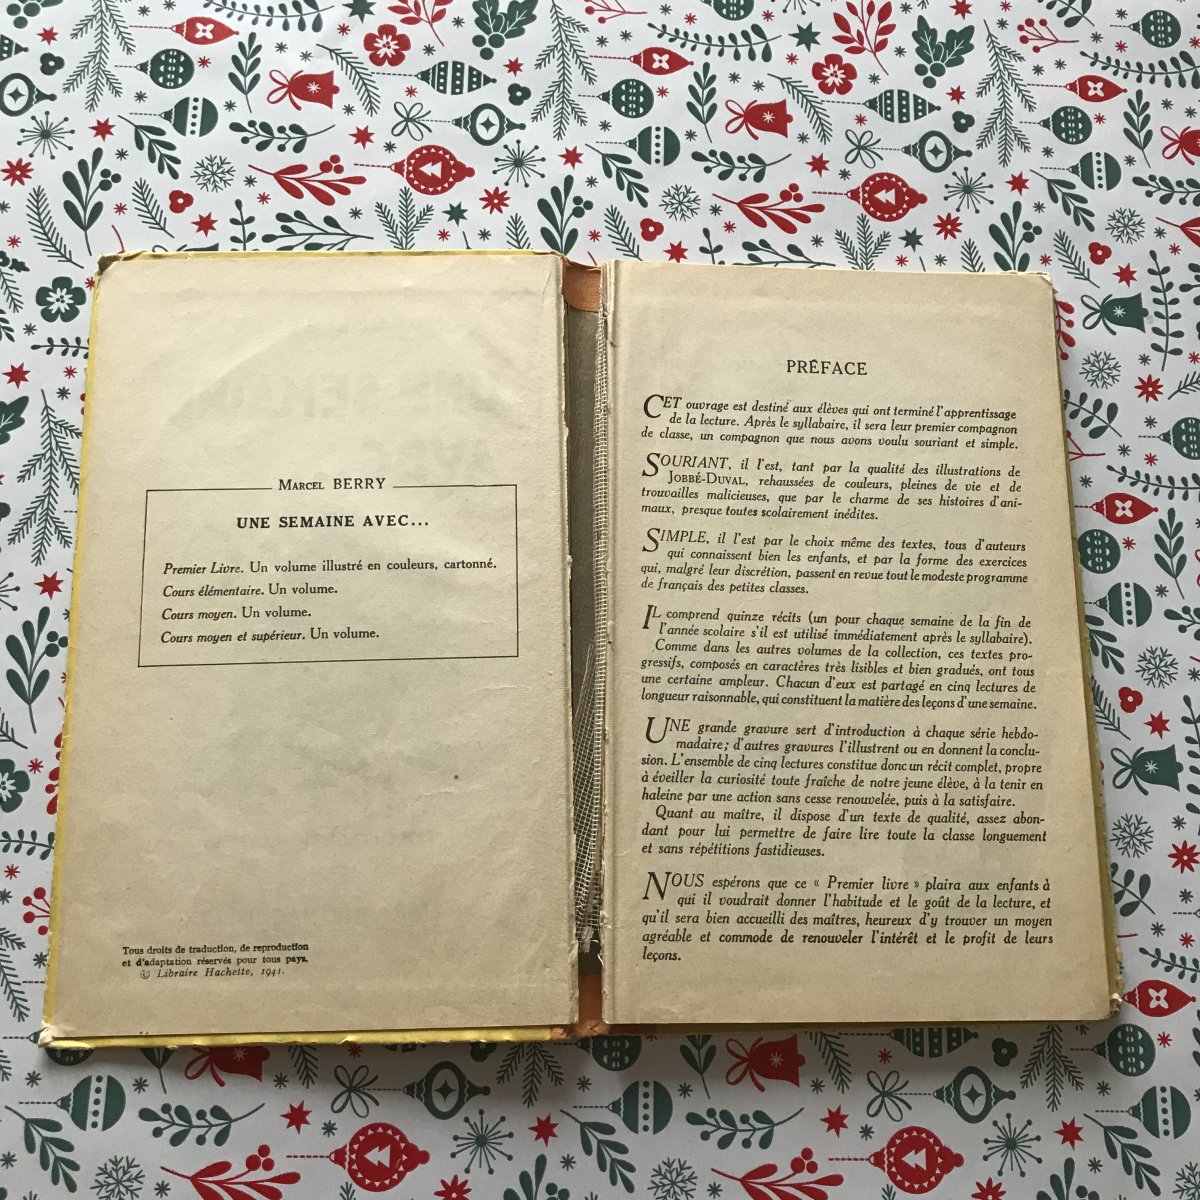 Marcel BERRY
UNE SEMAINE AVEC...
Premier Livre. Un volume illustré en couleurs, cartonné.
Cours élémentaire. Un volume.
Cours moyen. Un volume.
Cours moyen et supérieur. Un volume.
Tous droits de traduction, de reproduction
et d'adaptation réservés pour tous pays.
© Libraire Hachette, 1941.
PRÉFACE
CET ouvrage est destiné aux élèves qui ont terminé l'apprentissage
de la lecture. Après le syllabaire, il sera leur premier compagnon
de classe, un compagnon que nous avons voulu souriant et simple.
SOURIANT, il l'est, tant par la qualité des illustrations de
JOBBÉ-DUVAL, rehaussées de couleurs, pleines de vie et de
trouvailles malicieuses, que par le charme de ses histoires d'ani-
maux, presque toutes scolairement inédites.
SIMPLE, il l'est par le choix même des textes, tous d'auteurs
qui connaissent bien les enfants, et par la forme des exercices
qui, malgré leur discrétion, passent en revue tout le modeste programme
de français des petites classes.
IL comprend quinze récits (un pour chaque semaine de la fin de
l'année scolaire s'il est utilisé immédiatement après le syllabaire).
Comme dans les autres volumes de la collection, ces textes pro-
gressifs, composés en caractères très lisibles et bien gradués, ont tous
une certaine ampleur. Chacun d'eux est partagé en cinq lectures de
longueur raisonnable, qui constituent la matière des leçons d'une semaine.
UNE grande gravure sert d'introduction à chaque série hebdo-
madaire; d'autres gravures l'illustrent ou en donnent la conclu-
sion. L'ensemble de cinq lectures constitue donc un récit complet, propre
à éveiller la curiosité toute fraîche de notre jeune élève, à la tenir en
haleine par une action sans cesse renouvelée, puis à la satisfaire.
Quant au maître, il dispose d'un texte de qualité, assez abon-
dant pour lui permettre de faire lire toute la classe longuement
et sans répétitions fastidieuses.
NOUS espérons que ce « Premier livre » plaira aux enfants à
qui il voudrait donner l'habitude et le goût de la lecture, et
qu'il sera bien accueilli des maîtres, heureux d'y trouver un moyen
agréable et commode de renouveler l'intérêt et le profit de leurs
leçons.